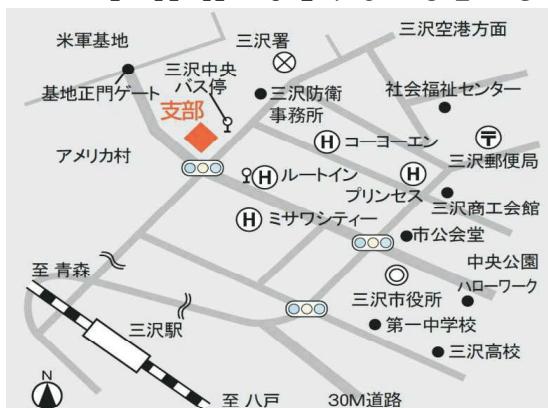 米軍基地
三沢署
三沢空港方面
基地正門ゲート
三沢中央
バス停
三沢防衛
事務所
社会福祉センター
支部
コーヨーエン
三沢郵便局
アメリカ村
H
H
H
H
ルートイン
プリンセス
三沢商工会館
ミサワシティー
市公会堂
中央公園
至 青森
三沢市役所
ハローワーク
三沢駅
第一中学校
三沢高校
N
至 八戸
30M道路